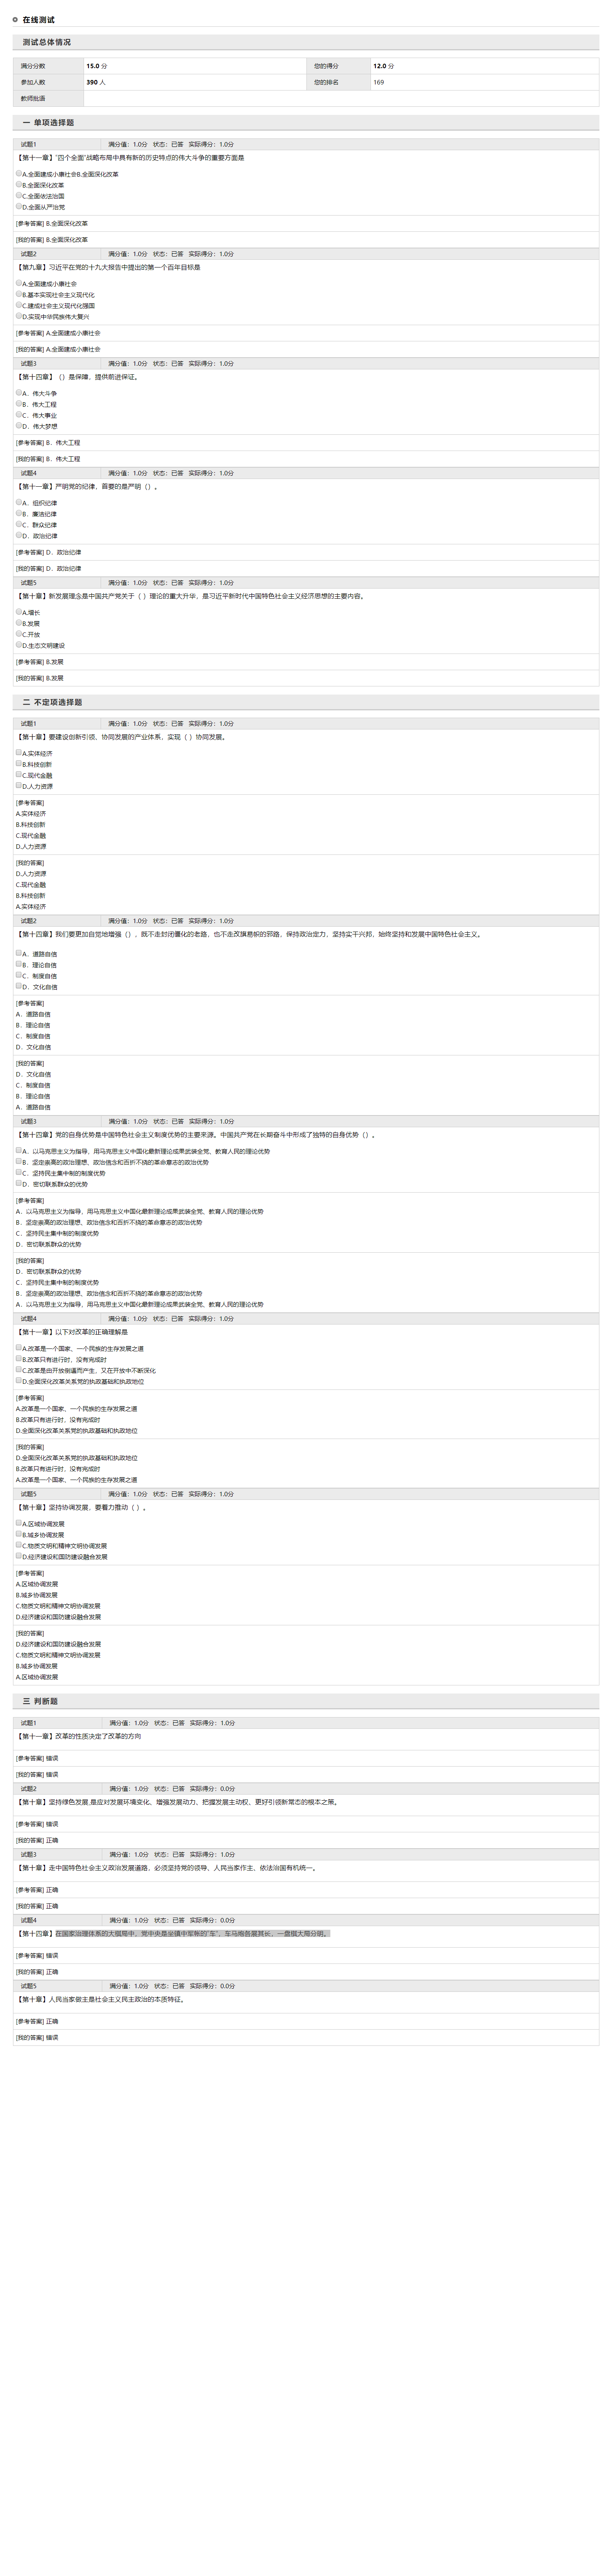 在线测试
测试总体情况
满分分数 15.0 分 您的得分 12.0 分
参加人数 390 人 您的排名 169
教师批语
一 单项选择题
试题1 满分值：1.0分 状态：已答 实际得分：1.0分
【第十一章】“四个全面”战略布局中具有新的历史特点的伟大斗争的重要方面是
A.全面建成小康社会B.全面深化改革
B.全面深化改革
C.全面依法治国
D.全面从严治党
[参考答案] B.全面深化改革
[我的答案] B.全面深化改革
试题2 满分值：1.0分 状态：已答 实际得分：1.0分
【第九章】习近平在党的十九大报告中提出的第一个百年目标是
A.全面建成小康社会
B.基本实现社会主义现代化
C.建成社会主义现代化强国
D.实现中华民族伟大复兴
[参考答案] A.全面建成小康社会
[我的答案] A.全面建成小康社会
试题3 满分值：1.0分 状态：已答 实际得分：1.0分
【第十四章】（）是保障，提供前进保证。
A．伟大斗争
B．伟大工程
C．伟大事业
D．伟大梦想
[参考答案] B．伟大工程
[我的答案] B．伟大工程
试题4 满分值：1.0分 状态：已答 实际得分：1.0分
【第十一章】严明党的纪律，首要的是严明（）。
A．组织纪律
B．廉洁纪律
C．群众纪律
D．政治纪律
[参考答案] D．政治纪律
[我的答案] D．政治纪律
试题5 满分值：1.0分 状态：已答 实际得分：1.0分
【第十章】新发展理念是中国共产党关于（ ）理论的重大升华，是习近平新时代中国特色社会主义经济思想的主要内容。
A.增长
B.发展
C.开放
D.生态文明建设
[参考答案] B.发展
[我的答案] B.发展
二 不定项选择题
试题1 满分值：1.0分 状态：已答 实际得分：1.0分
【第十章】要建设创新引领、协同发展的产业体系，实现（ ）协同发展。
A.实体经济
B.科技创新
C.现代金融
D.人力资源
[参考答案]
A.实体经济
B.科技创新
C.现代金融
D.人力资源
[我的答案]
D.人力资源
C.现代金融
B.科技创新
A.实体经济
试题2 满分值：1.0分 状态：已答 实际得分：1.0分
【第十四章】我们要更加自觉地增强（），既不走封闭僵化的老路，也不走改旗易帜的邪路，保持政治定力，坚持实干兴邦，始终坚持和发展中国特色社会主义。
A．道路自信
B．理论自信
C．制度自信
D．文化自信
[参考答案]
A．道路自信
B．理论自信
C．制度自信
D．文化自信
[我的答案]
D．文化自信
C．制度自信
B．理论自信
A．道路自信
试题3 满分值：1.0分 状态：已答 实际得分：1.0分
【第十四章】党的自身优势是中国特色社会主义制度优势的主要来源。中国共产党在长期奋斗中形成了独特的自身优势（）。
A．以马克思主义为指导，用马克思主义中国化最新理论成果武装全党、教育人民的理论优势
B．坚定崇高的政治理想、政治信念和百折不挠的革命意志的政治优势
C．坚持民主集中制的制度优势
D．密切联系群众的优势
[参考答案]
A．以马克思主义为指导，用马克思主义中国化最新理论成果武装全党、教育人民的理论优势
B．坚定崇高的政治理想、政治信念和百折不挠的革命意志的政治优势
C．坚持民主集中制的制度优势
D．密切联系群众的优势
[我的答案]
D．密切联系群众的优势
C．坚持民主集中制的制度优势
B．坚定崇高的政治理想、政治信念和百折不挠的革命意志的政治优势
A．以马克思主义为指导，用马克思主义中国化最新理论成果武装全党、教育人民的理论优势
试题4 满分值：1.0分 状态：已答 实际得分：1.0分
【第十一章】以下对改革的正确理解是
A.改革是一个国家、一个民族的生存发展之道
B.改革只有进行时，没有完成时
C.改革是由开放倒逼而产生，又在开放中不断深化
D.全面深化改革关系党的执政基础和执政地位
[参考答案]
A.改革是一个国家、一个民族的生存发展之道
B.改革只有进行时，没有完成时
D.全面深化改革关系党的执政基础和执政地位
[我的答案]
D.全面深化改革关系党的执政基础和执政地位
B.改革只有进行时，没有完成时
A.改革是一个国家、一个民族的生存发展之道
试题5 满分值：1.0分 状态：已答 实际得分：1.0分
【第十章】坚持协调发展，要着力推动（ ）。
A.区域协调发展
B.城乡协调发展
C.物质文明和精神文明协调发展
D.经济建设和国防建设融合发展
[参考答案]
A.区域协调发展
B.城乡协调发展
C.物质文明和精神文明协调发展
D.经济建设和国防建设融合发展
[我的答案]
D.经济建设和国防建设融合发展
C.物质文明和精神文明协调发展
B.城乡协调发展
A.区域协调发展
三 判断题
试题1 满分值：1.0分 状态：已答 实际得分：1.0分
【第十一章】改革的性质决定了改革的方向
[参考答案] 错误
[我的答案] 错误
试题2 满分值：1.0分 状态：已答 实际得分：0.0分
【第十章】坚持绿色发展,是应对发展环境变化、增强发展动力、把握发展主动权，更好引领新常态的根本之策。
[参考答案] 错误
[我的答案] 正确
试题3 满分值：1.0分 状态：已答 实际得分：1.0分
【第十章】走中国特色社会主义政治发展道路，必须坚持党的领导、人民当家作主、依法治国有机统一。
[参考答案] 正确
[我的答案] 正确
试题4 满分值：1.0分 状态：已答 实际得分：0.0分
【第十四章】在国家治理体系的大棋局中，党中央是坐镇中军帐的“车”，车马炮各展其长，一盘棋大局分明。
[参考答案] 错误
[我的答案] 正确
试题5 满分值：1.0分 状态：已答 实际得分：0.0分
【第十章】人民当家做主是社会主义民主政治的本质特征。
[参考答案] 正确
[我的答案] 错误